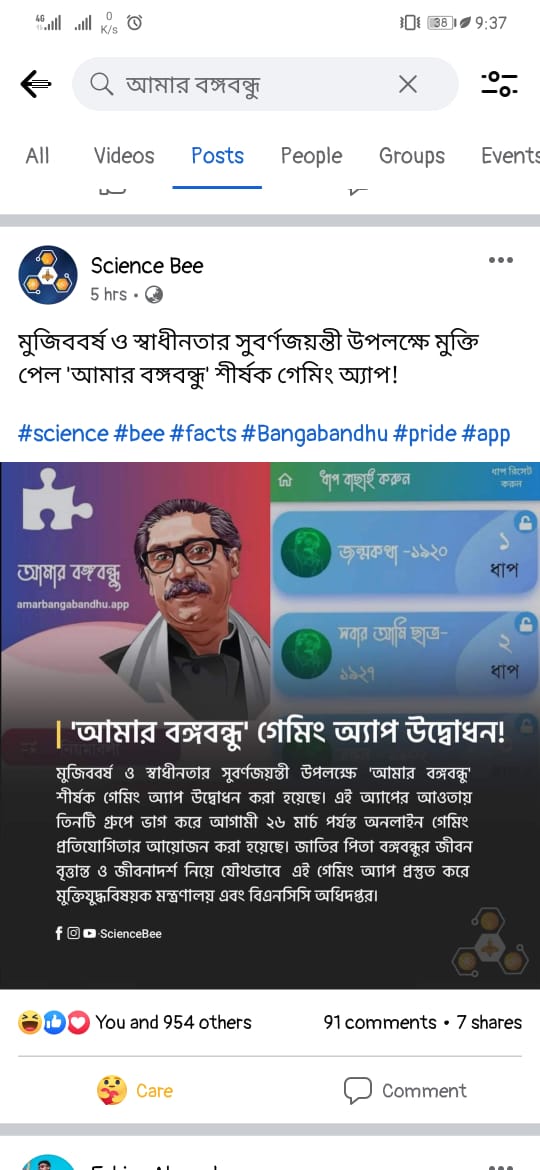 4G
0
K/s
38
9:37
আমার বঙ্গবন্ধু
All Videos Posts People Groups Events
Science Bee
5 hrs
মুজিববর্ষ ও স্বাধীনতার সুবর্ণজয়ন্তী উপলক্ষে মুক্তি
পেল 'আমার বঙ্গবন্ধু' শীর্ষক গেমিং অ্যাপ!
#science #bee #facts #Bangabandhu #pride #app
আমার বঙ্গবন্ধু
amarbangabandhu.app
ধাপ বাছাই করুন
ধাপ রিসেট
করুন
জন্মকথা -১৯২০
১
ধাপ
সবার আমি ছাত্র-
১৯২৭
২
ধাপ
'আমার বঙ্গবন্ধু' গেমিং অ্যাপ উদ্বোধন!
মুজিববর্ষ ও স্বাধীনতার সুবর্ণজয়ন্তী উপলক্ষে 'আমার বঙ্গবন্ধু'
শীর্ষক গেমিং অ্যাপ উদ্বোধন করা হয়েছে। এই অ্যাপের আওতায়
তিনটি গ্রুপে ভাগ করে আগামী ২৬ মার্চ পর্যন্ত অনলাইন গেমিং
প্রতিযোগিতার আয়োজন করা হয়েছে। জাতির পিতা বঙ্গবন্ধুর জীবন
বৃত্তান্ত ও জীবনাদর্শ নিয়ে যৌথভাবে এই গেমিং অ্যাপ প্রস্তুত করে
মুক্তিযুদ্ধবিষয়ক মন্ত্রণালয় এবং বিএনসিসি অধিদপ্তর।
ScienceBee
You and 954 others
91 comments • 7 shares
Care
Comment